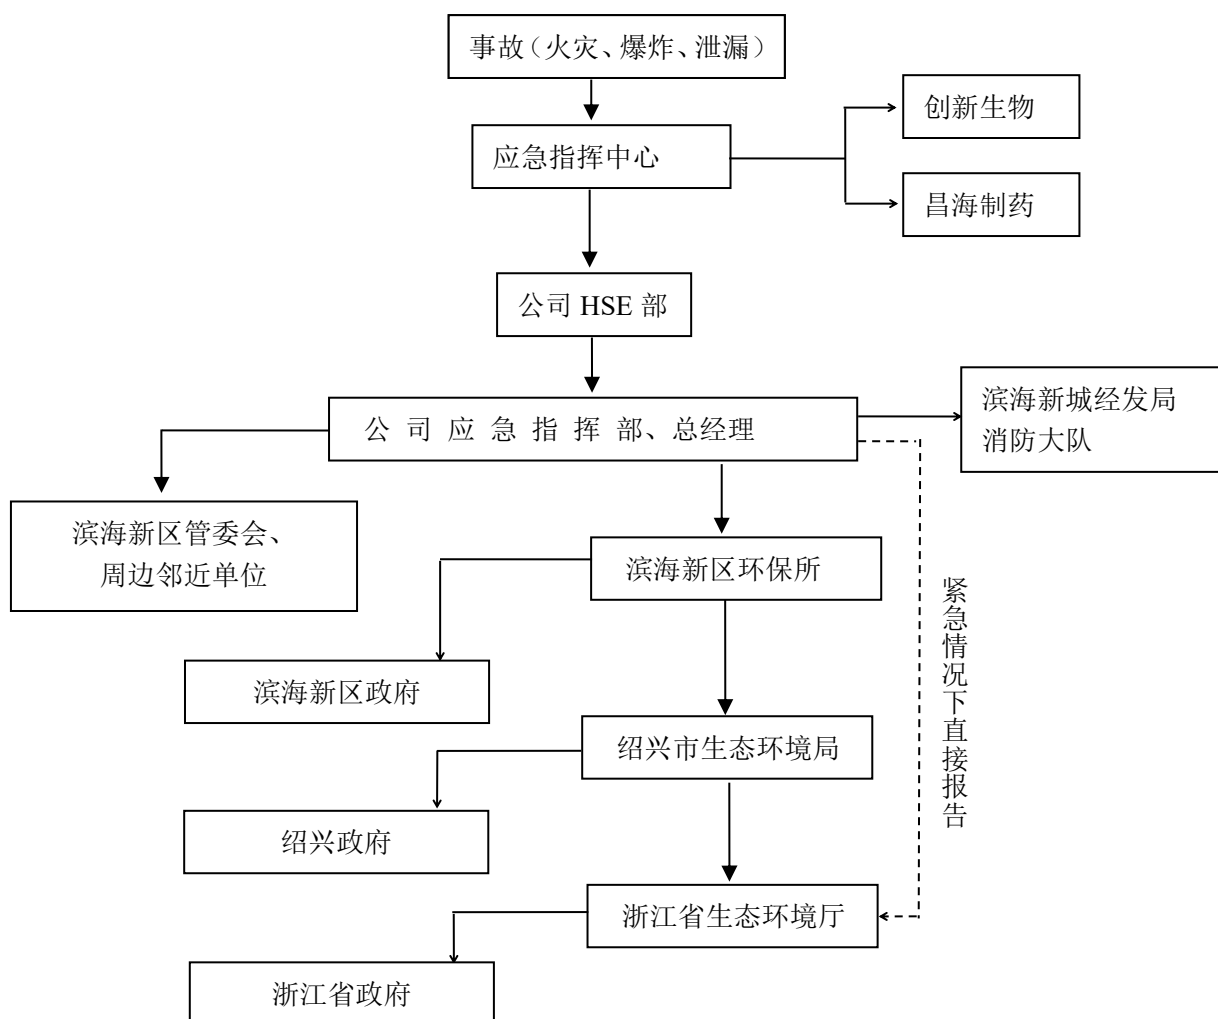 事故（火灾、爆炸、泄漏）
应急指挥中心
创新生物
昌海制药
公司 HSE 部
公 司 应 急 指 挥 部、总经理
滨海新城经发局
消防大队
滨海新区管委会、
周边邻近单位
滨海新区环保所
紧急情况下直接报告
滨海新区政府
绍兴市生态环境局
绍兴政府
浙江省生态环境厅
浙江省政府